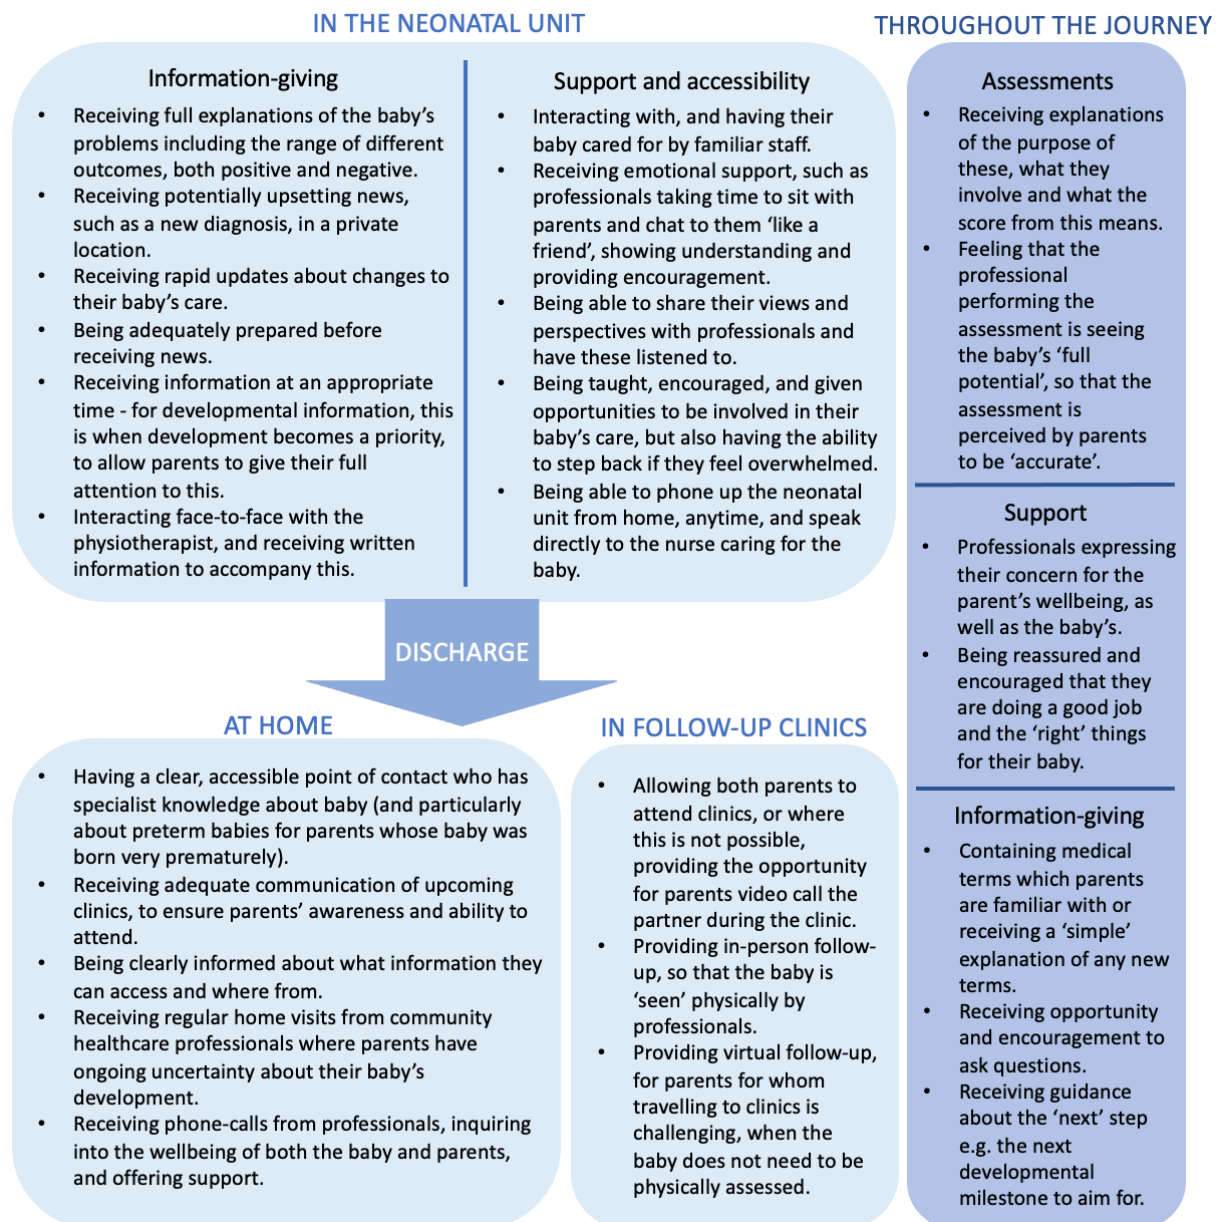 IN THE NEONATAL UNIT
Information-giving
• Receiving full explanations of the baby’s
problems including the range of different
outcomes, both positive and negative.
• Receiving potentially upsetting news,
such as a new diagnosis, in a private
location.
• Receiving rapid updates about changes to
their baby’s care.
• Being adequately prepared before
receiving news.
• Receiving information at an appropriate
time - for developmental information, this
is when development becomes a priority,
to allow parents to give their full
attention to this.
• Interacting face-to-face with the
physiotherapist, and receiving written
information to accompany this.
Support and accessibility
• Interacting with, and having their
baby cared for by familiar staff.
• Receiving emotional support, such as
professionals taking time to sit with
parents and chat to them ‘like a
friend’, showing understanding and
providing encouragement.
• Being able to share their views and
perspectives with professionals and
have these listened to.
• Being taught, encouraged, and given
opportunities to be involved in their
baby’s care, but also having the ability
to step back if they feel overwhelmed.
• Being able to phone up the neonatal
unit from home, anytime, and speak
directly to the nurse caring for the
baby.
DISCHARGE
AT HOME
• Having a clear, accessible point of contact who has
specialist knowledge about baby (and particularly
about preterm babies for parents whose baby was
born very prematurely).
• Receiving adequate communication of upcoming
clinics, to ensure parents’ awareness and ability to
attend.
• Being clearly informed about what information they
can access and where from.
• Receiving regular home visits from community
healthcare professionals where parents have
ongoing uncertainty about their baby’s
development.
• Receiving phone-calls from professionals, inquiring
into the wellbeing of both the baby and parents,
and offering support.
IN FOLLOW-UP CLINICS
• Allowing both parents to
attend clinics, or where
this is not possible,
providing the opportunity
for parents video call the
partner during the clinic.
• Providing in-person follow-
up, so that the baby is
‘seen’ physically by
professionals.
• Providing virtual follow-up,
for parents for whom
travelling to clinics is
challenging, when the
baby does not need to be
physically assessed.
THROUGHOUT THE JOURNEY
Assessments
• Receiving explanations
of the purpose of
these, what they
involve and what the
score from this means.
• Feeling that the
professional
performing the
assessment is seeing
the baby’s ‘full
potential’, so that the
assessment is
perceived by parents
to be ‘accurate’.
Support
• Professionals expressing
their concern for the
parent’s wellbeing, as
well as the baby’s.
• Being reassured and
encouraged that they
are doing a good job
and the ‘right’ things
for their baby.
Information-giving
• Containing medical
terms which parents
are familiar with or
receiving a ‘simple’
explanation of any new
terms.
• Receiving opportunity
and encouragement to
ask questions.
• Receiving guidance
about the ‘next’ step
e.g. the next
developmental
milestone to aim for.